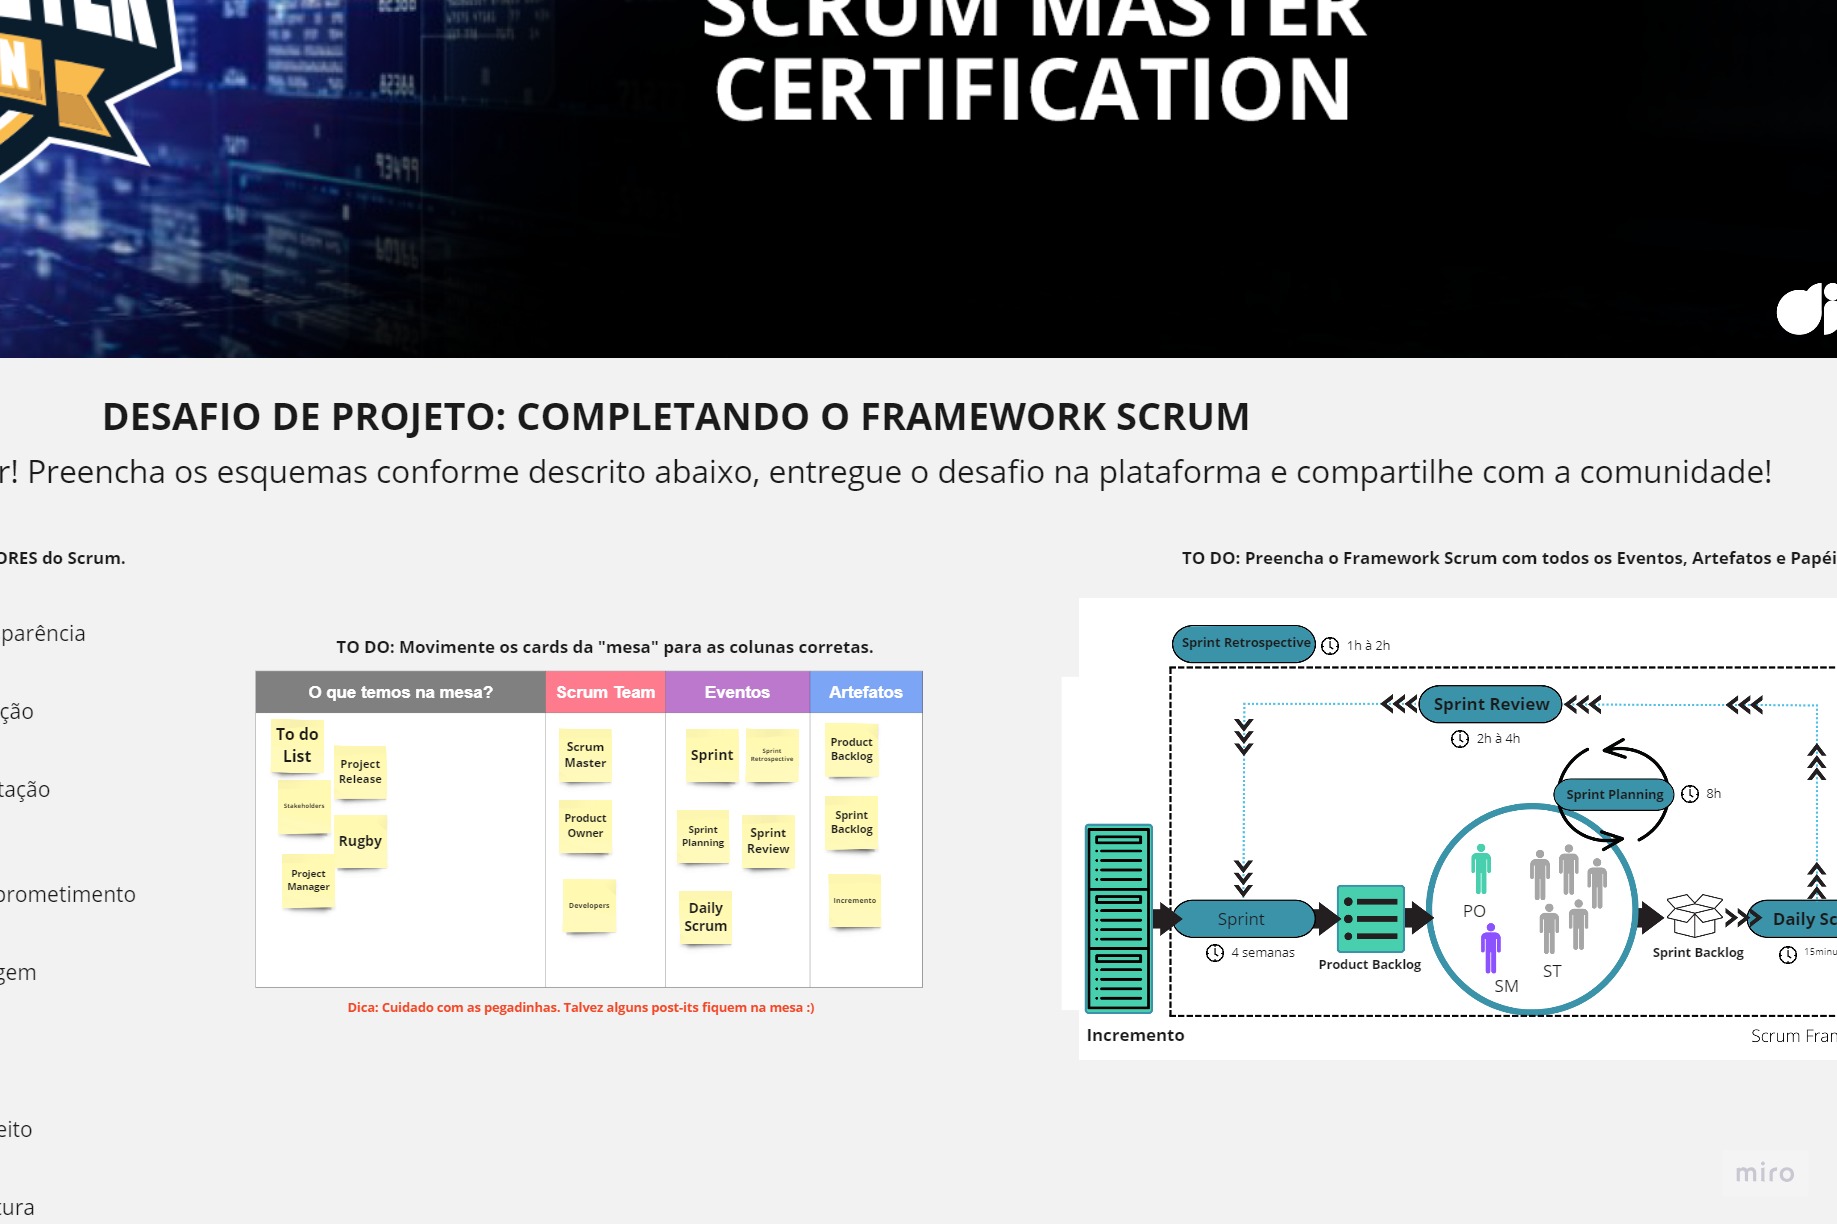 SCRUM MASTER
CERTIFICATION
DESAFIO DE PROJETO: COMPLETANDO O FRAMEWORK SCRUM
r! Preencha os esquemas conforme descrito abaixo, entregue o desafio na plataforma e compartilhe com a comunidade!
ORES do Scrum.
parência
ção
tação
prometimento
gem
eito
tura
TO DO: Movimente os cards da "mesa" para as colunas corretas.
O que temos na mesa?
Scrum Team
Eventos
Artefatos
To do
List
Project
Release
Stakeholders
Rugby
Project
Manager
Scrum
Master
Product
Owner
Developers
Sprint
Sprint
Retrospective
Sprint
Planning
Sprint
Review
Daily
Scrum
Product
Backlog
Sprint
Backlog
Incremento
Dica: Cuidado com as pegadinhas. Talvez alguns post-its fiquem na mesa :)
TO DO: Preencha o Framework Scrum com todos os Eventos, Artefatos e Papéi
Sprint Retrospective
1h à 2h
Sprint Review
2h à 4h
Sprint Planning
8h
PO
SM
ST
Sprint
4 semanas
Product Backlog
Sprint Backlog
Daily Sc
15minu
Incremento
Scrum Fran
miro